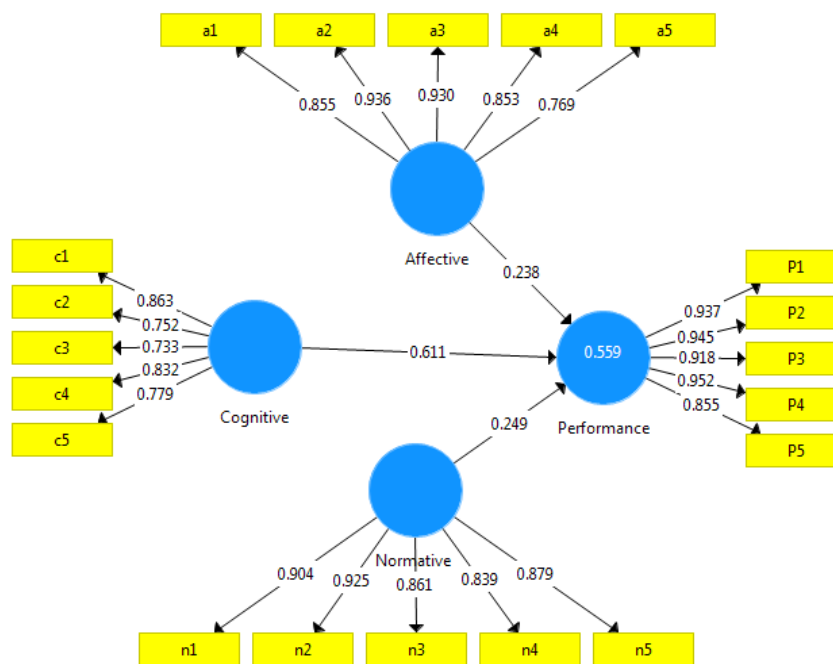 a1
a2
a3
a4
a5
0.855
0.936
0.930
0.853
0.769
Affective
0.238
c1
c2
c3
c4
c5
0.863
0.752
0.733
0.832
0.779
Cognitive
0.611
0.559
Performance
P1
P2
P3
P4
P5
0.937
0.945
0.918
0.952
0.855
0.249
Normative
0.904
0.925
0.861
0.839
0.879
n1
n2
n3
n4
n5